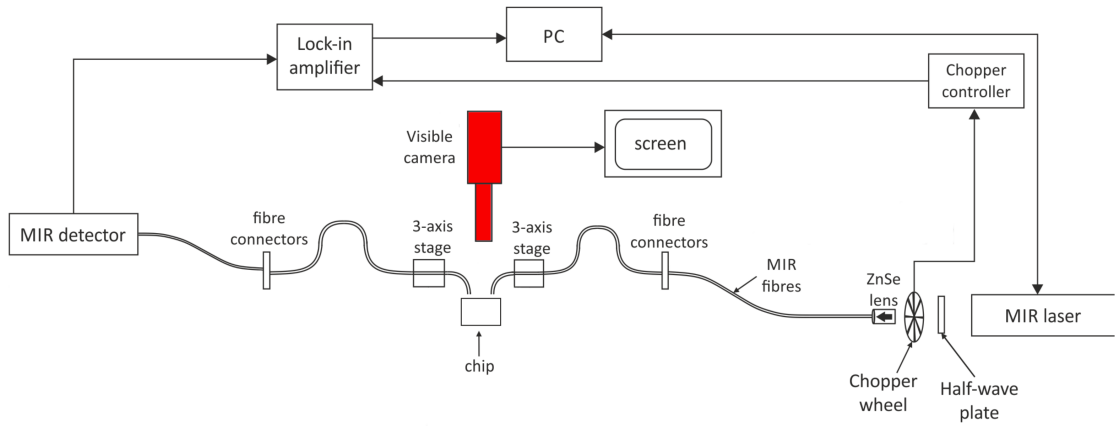 Lock-in
amplifier
PC
Chopper
controller
Visible
camera
screen
MIR detector
fibre
connectors
3-axis
stage
3-axis
stage
fibre
connectors
MIR
fibres
ZnSe
lens
MIR laser
chip
Chopper
wheel
Half-wave
plate